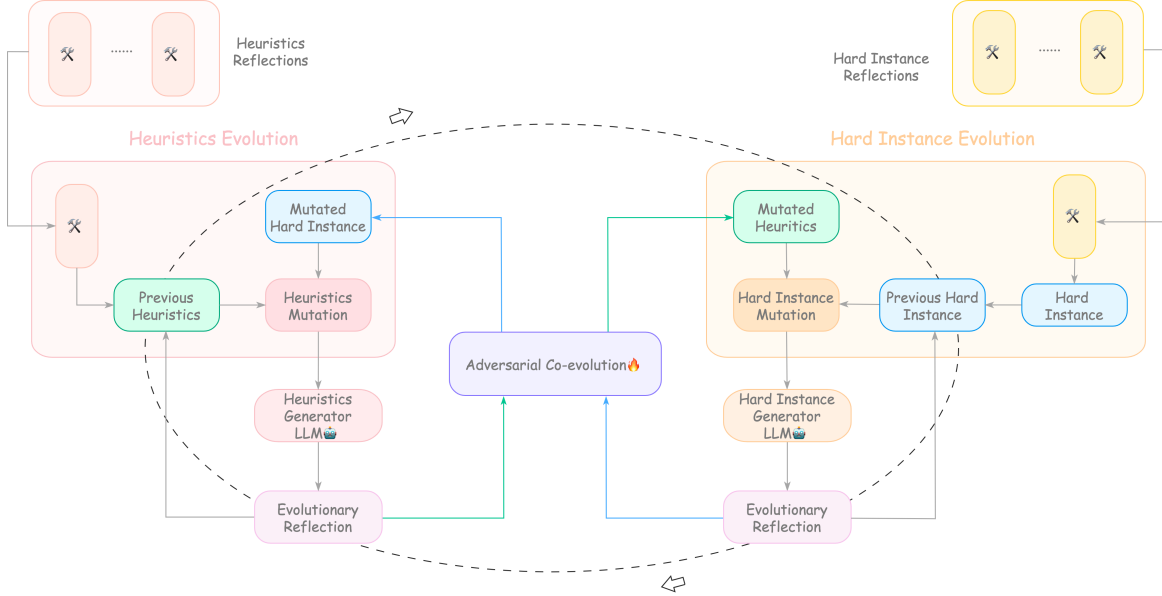 Heuristics
Reflections
......
Hard Instance
Reflections
......
Heuristics Evolution
Mutated
Hard Instance
Previous
Heuristics
Heuristics
Mutation
Heuristics
Generator
LLM
Evolutionary
Reflection
Adversarial Co-evolution
Hard Instance Evolution
Mutated
Heuritics
Hard Instance
Mutation
Previous Hard
Instance
Hard
Instance
Hard Instance
Generator
LLM
Evolutionary
Reflection